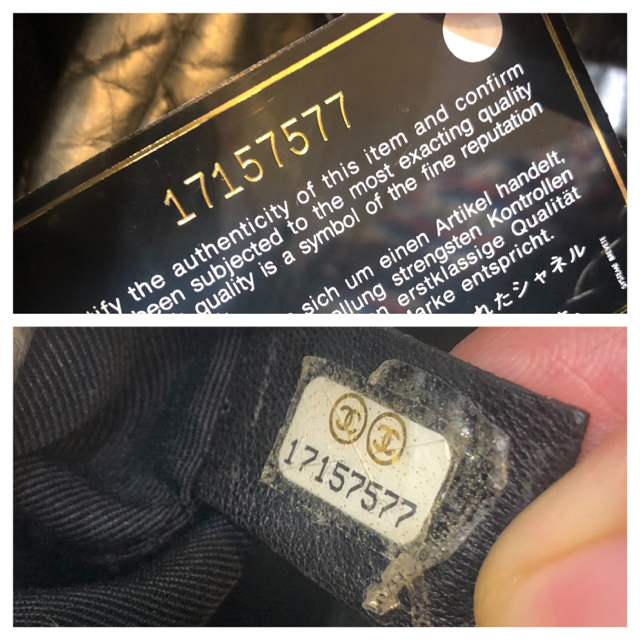 17157577
the authenticity of this item and confirm
been subjected to the most exacting quality
quality is a symbol of the fine reputation
sich um einen Artikel handelt,
strengsten Kontrollen
erstklassige Qualität
Marke entspricht.
れたシャネル
SYSTÈME BREVETÉ
17157577